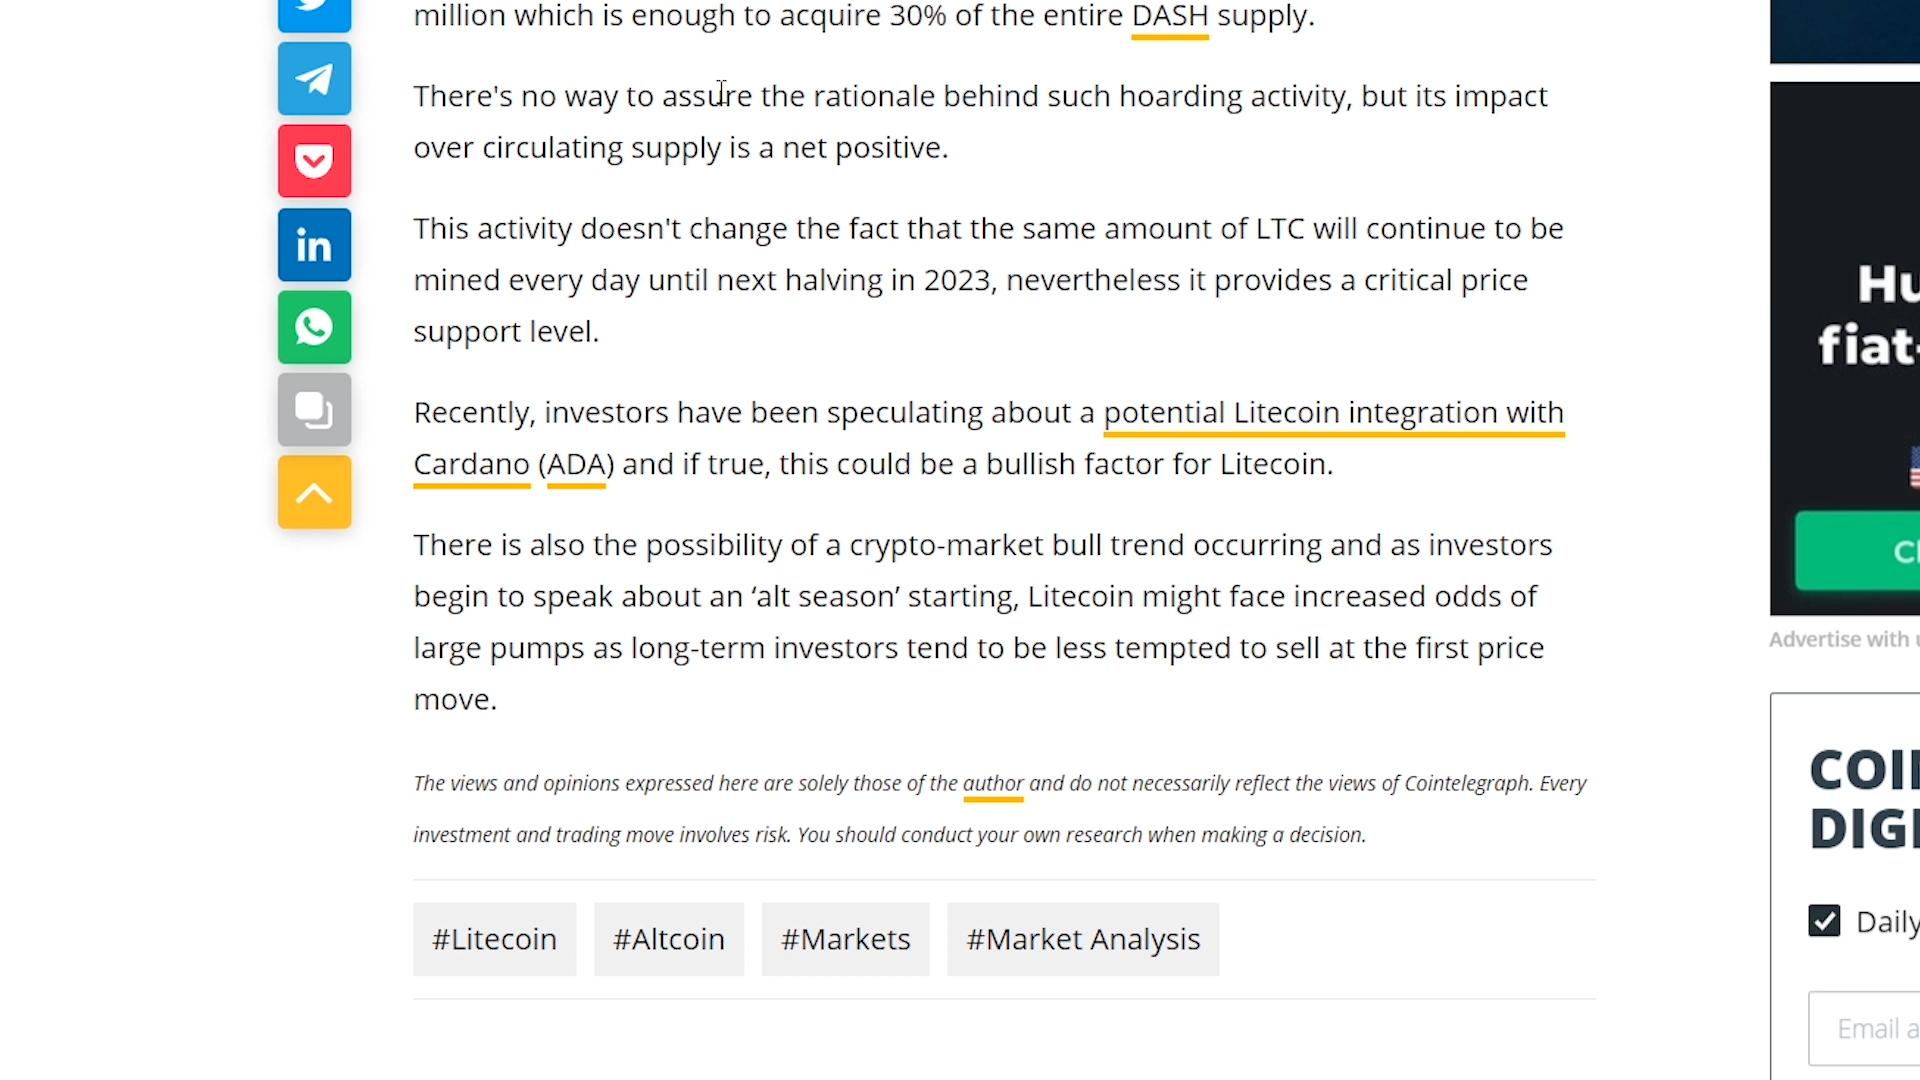 million which is enough to acquire 30% of the entire DASH supply.
There's no way to assure the rationale behind such hoarding activity, but its impact
over circulating supply is a net positive.
This activity doesn't change the fact that the same amount of LTC will continue to be
mined every day until next halving in 2023, nevertheless it provides a critical price
support level.
Recently, investors have been speculating about a potential Litecoin integration with
Cardano (ADA) and if true, this could be a bullish factor for Litecoin.
There is also the possibility of a crypto-market bull trend occurring and as investors
begin to speak about an ‘alt season’ starting, Litecoin might face increased odds of
large pumps as long-term investors tend to be less tempted to sell at the first price
move.
The views and opinions expressed here are solely those of the author and do not necessarily reflect the views of Cointelegraph. Every
investment and trading move involves risk. You should conduct your own research when making a decision.
#Litecoin #Altcoin #Markets #Market Analysis
in
fiat-
Advertise with
Daily
Email